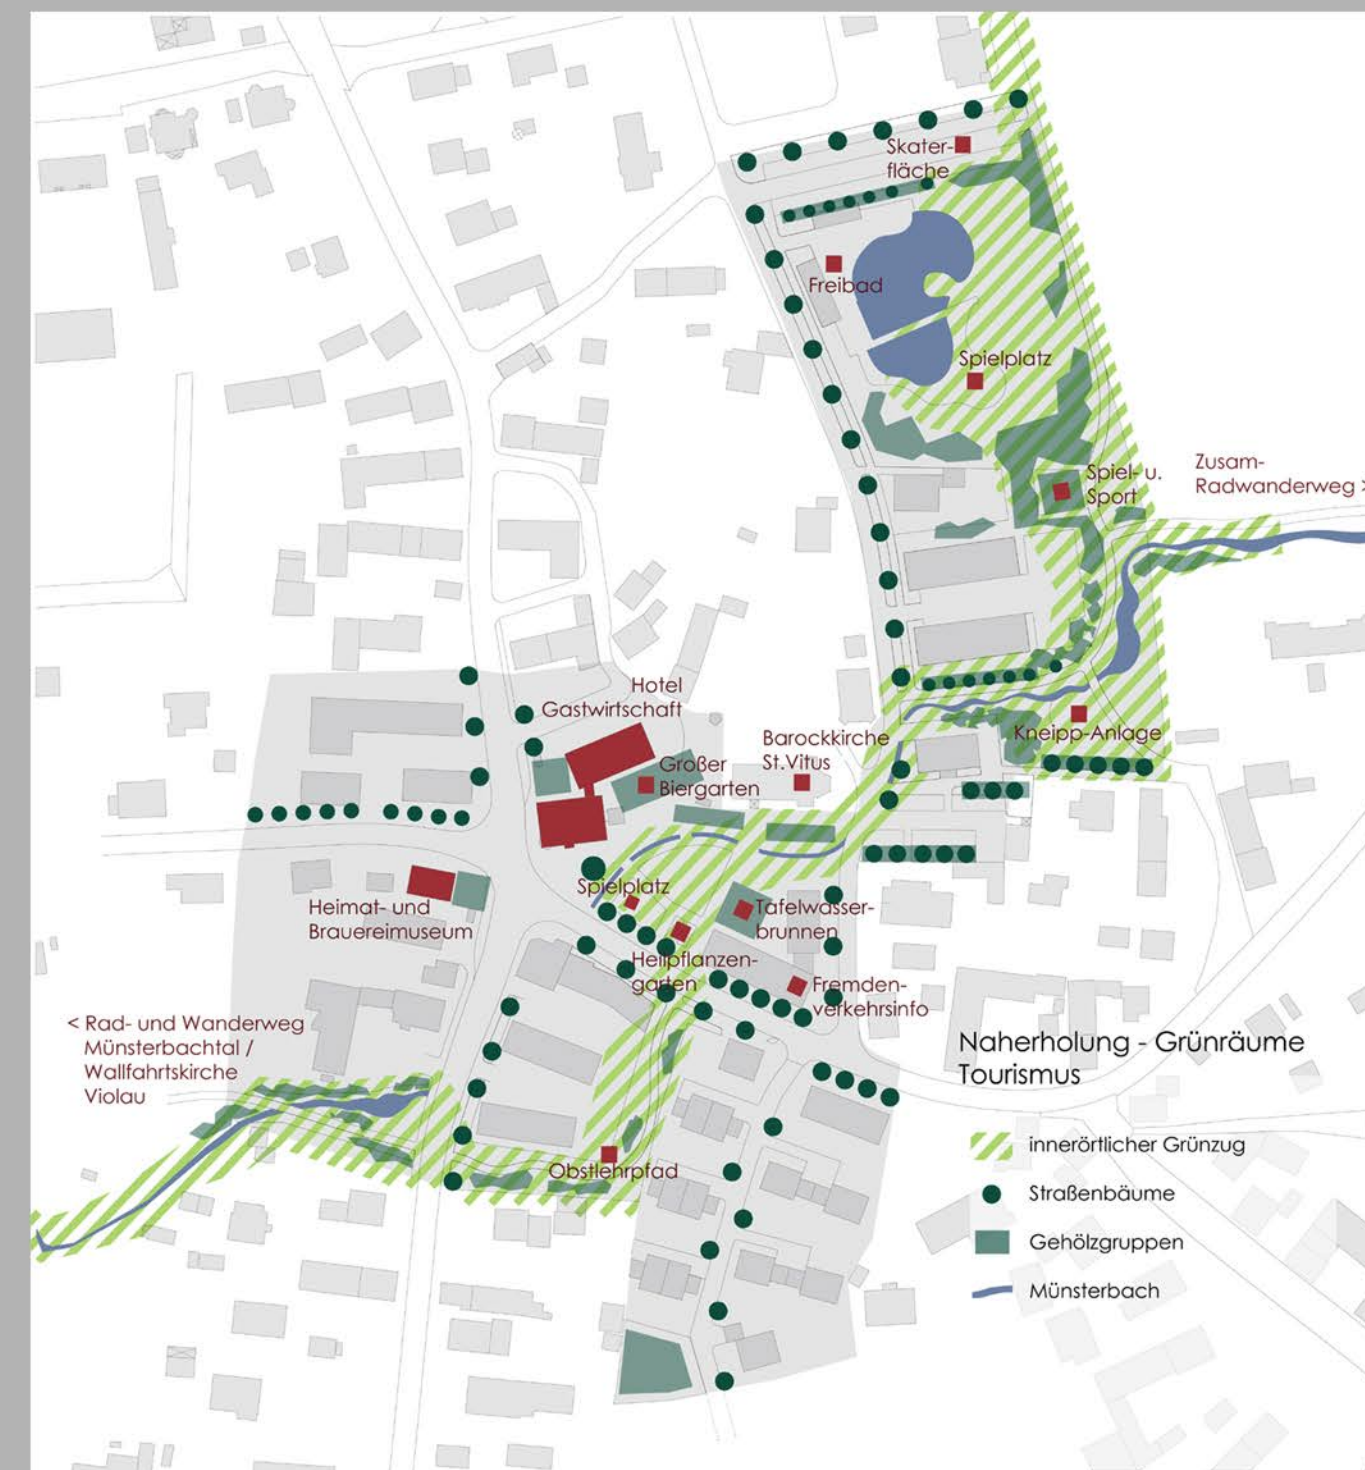 Skater-
fläche
Freibad
Spielplatz
Spiel- u.
Sport
Zusam-
Radwanderweg >
Hotel
Gastwirtschaft
Großer
Biergarten
Barockkirche
St.Vitus
Kneipp-Anlage
Spielplatz
Tafelwasser-
brunnen
Heimat- und
Brauereimuseum
Heilpflanzen-
garten
Fremden-
verkehrsinfo
< Rad- und Wanderweg
Münsterbachtal /
Wallfahrtskirche
Violau
Obstlehrpfad
Naherholung - Grünräume
Tourismus
innerörtlicher Grünzug
Straßenbäume
Gehölzgruppen
Münsterbach